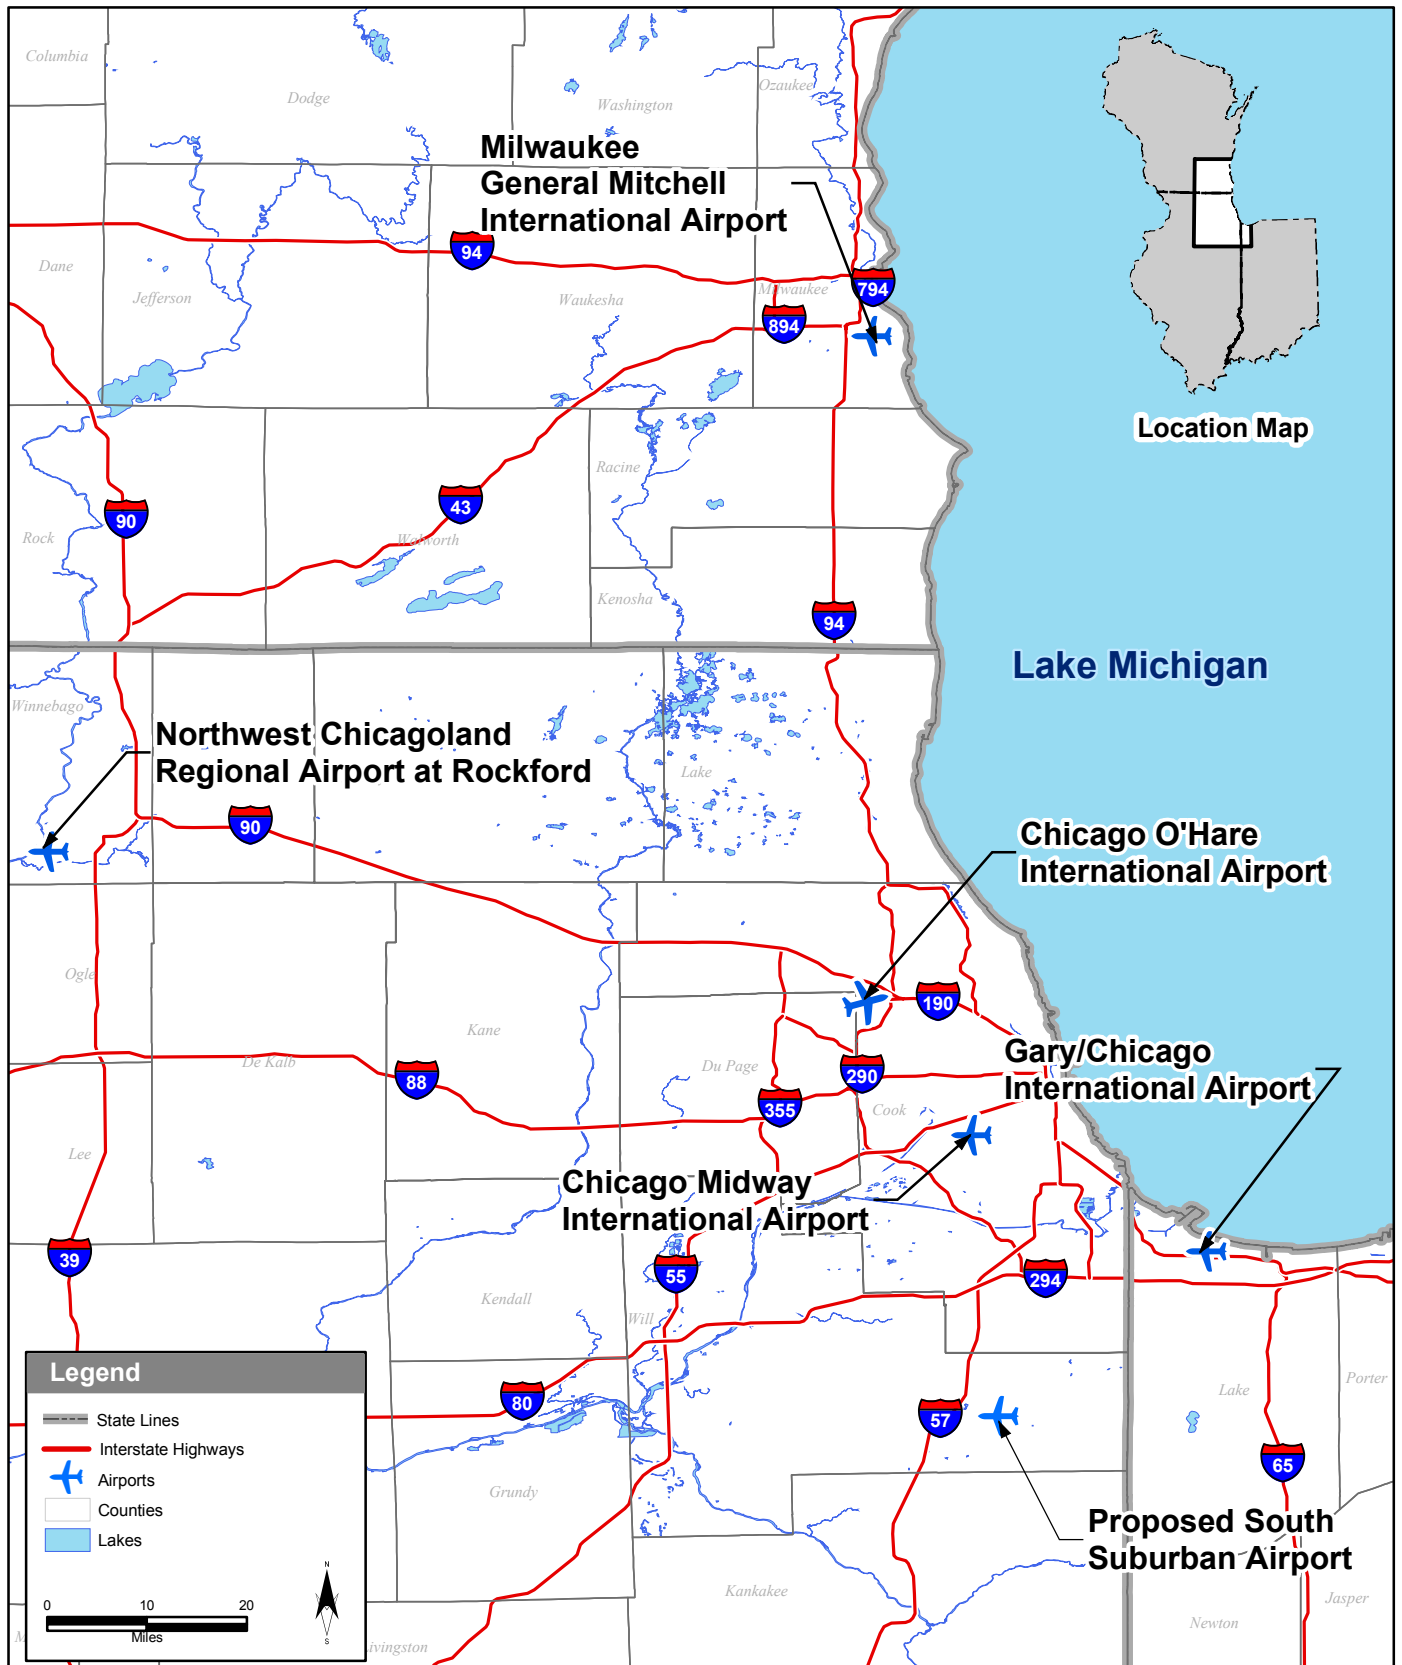 Columbia
Dodge
Washington
Ozaukee
Milwaukee
General Mitchell
International Airport
94
Dane
Jefferson
Waukesha
Milwaukee
794
894
Location Map
Racine
90
43
Rock
Walworth
Kenosha
94
Lake Michigan
Winnebago
Northwest Chicagoland
Regional Airport at Rockford
Lake
90
Chicago O'Hare
International Airport
Ogle
Kane
190
De Kalb
88
Du Page
290
355
Cook
Gary/Chicago
International Airport
Lee
Chicago Midway
International Airport
39
55
294
Kendall
Will
80
57
Lake
Porter
65
Grundy
Proposed South
Suburban Airport
Kankakee
Newton
Jasper
Legend
State Lines
Interstate Highways
Airports
Counties
Lakes
0 10 20
Miles
N
S
ivingston